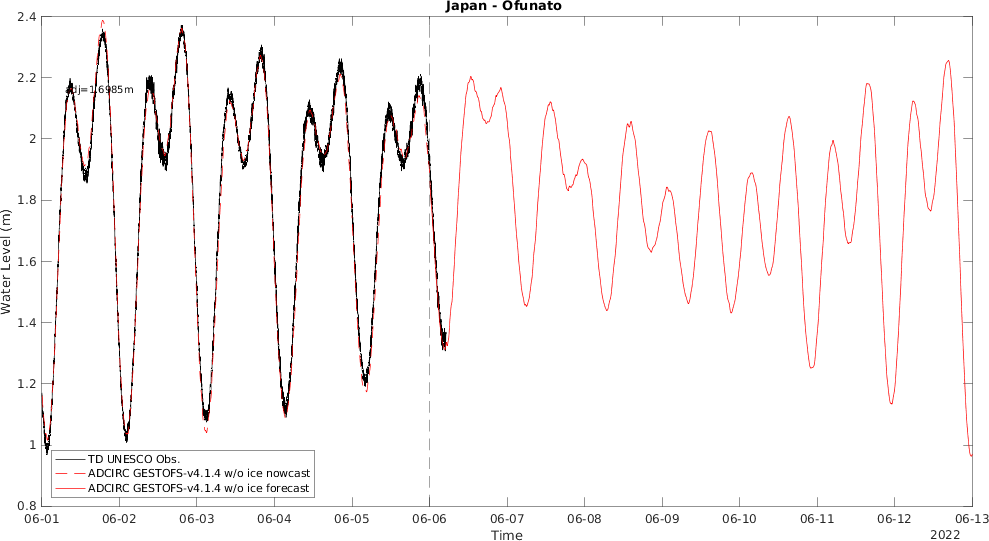 Japan - Ofunato
2.4
2.2
2
1.8
1.6
1.4
1.2
1
0.8
Water Level (m)
adj=1.6985m
TD UNESCO Obs.
ADCIRC GESTOFS-v4.1.4 w/o ice nowcast
ADCIRC GESTOFS-v4.1.4 w/o ice forecast
06-01 06-02 06-03 06-04 06-05 06-06 06-07 06-08 06-09 06-10 06-11 06-12 06-13
Time
2022